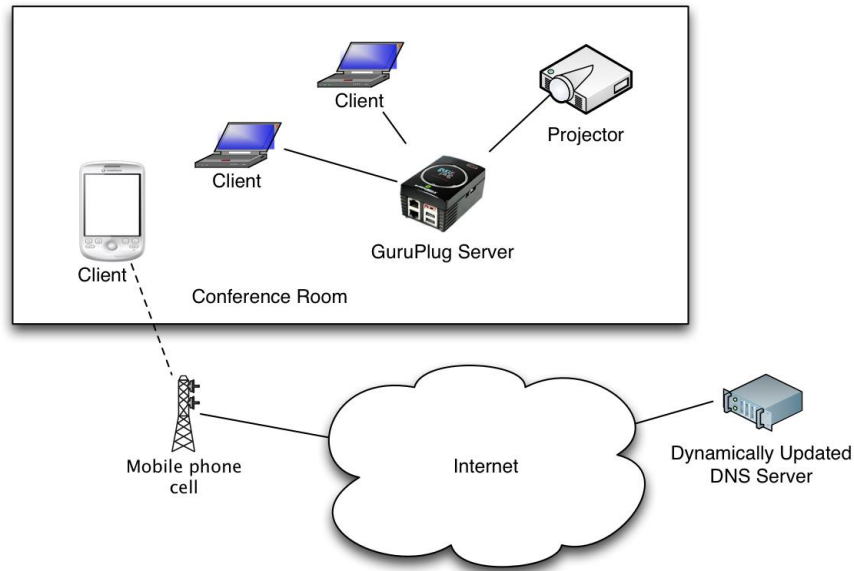 Client
Projector
Client
GuruPlug Server
Client
Conference Room
Mobile phone
cell
Internet
Dynamically Updated
DNS Server